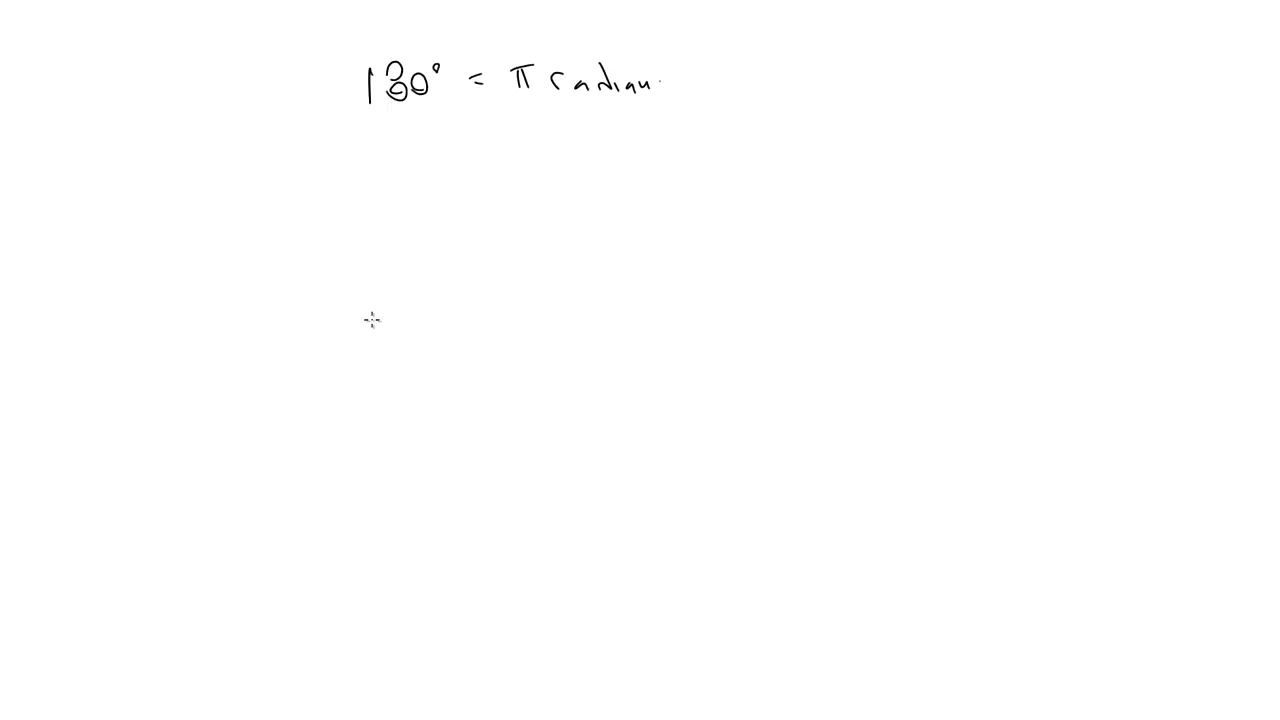 180° = π radian